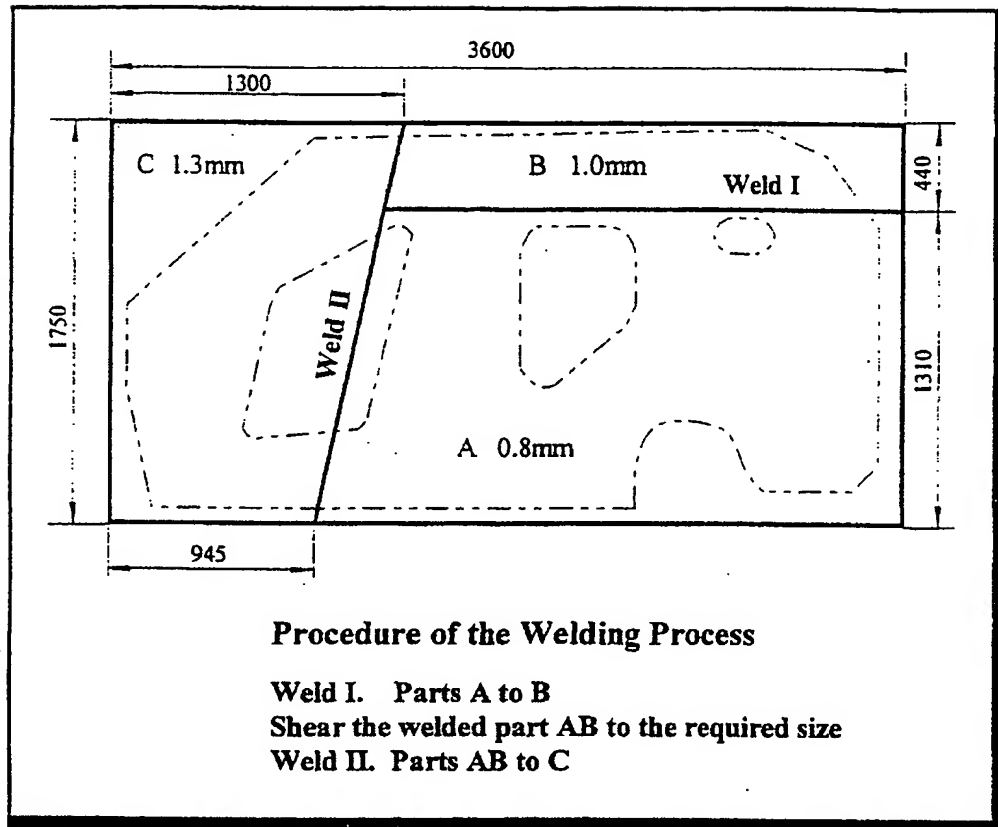 3600
1300
C 1.3mm
B 1.0mm
Weld I
440
1750
Weld II
1310
A 0.8mm
945
Procedure of the Welding Process
Weld I. Parts A to B
Shear the welded part AB to the required size
Weld II. Parts AB to C